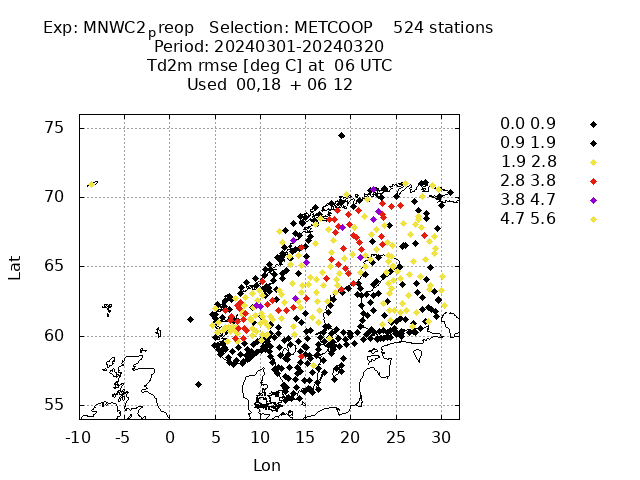 Exp: MNWC2preop   Selection: METCOOP    524 stations
Period: 20240301-20240320
Td2m rmse [deg C] at  06 UTC
Used  00,18  + 06 12
75
70
65
60
55
Lat
-10 -5 0 5 10 15 20 25 30
Lon
0.0 0.9
0.9 1.9
1.9 2.8
2.8 3.8
3.8 4.7
4.7 5.6